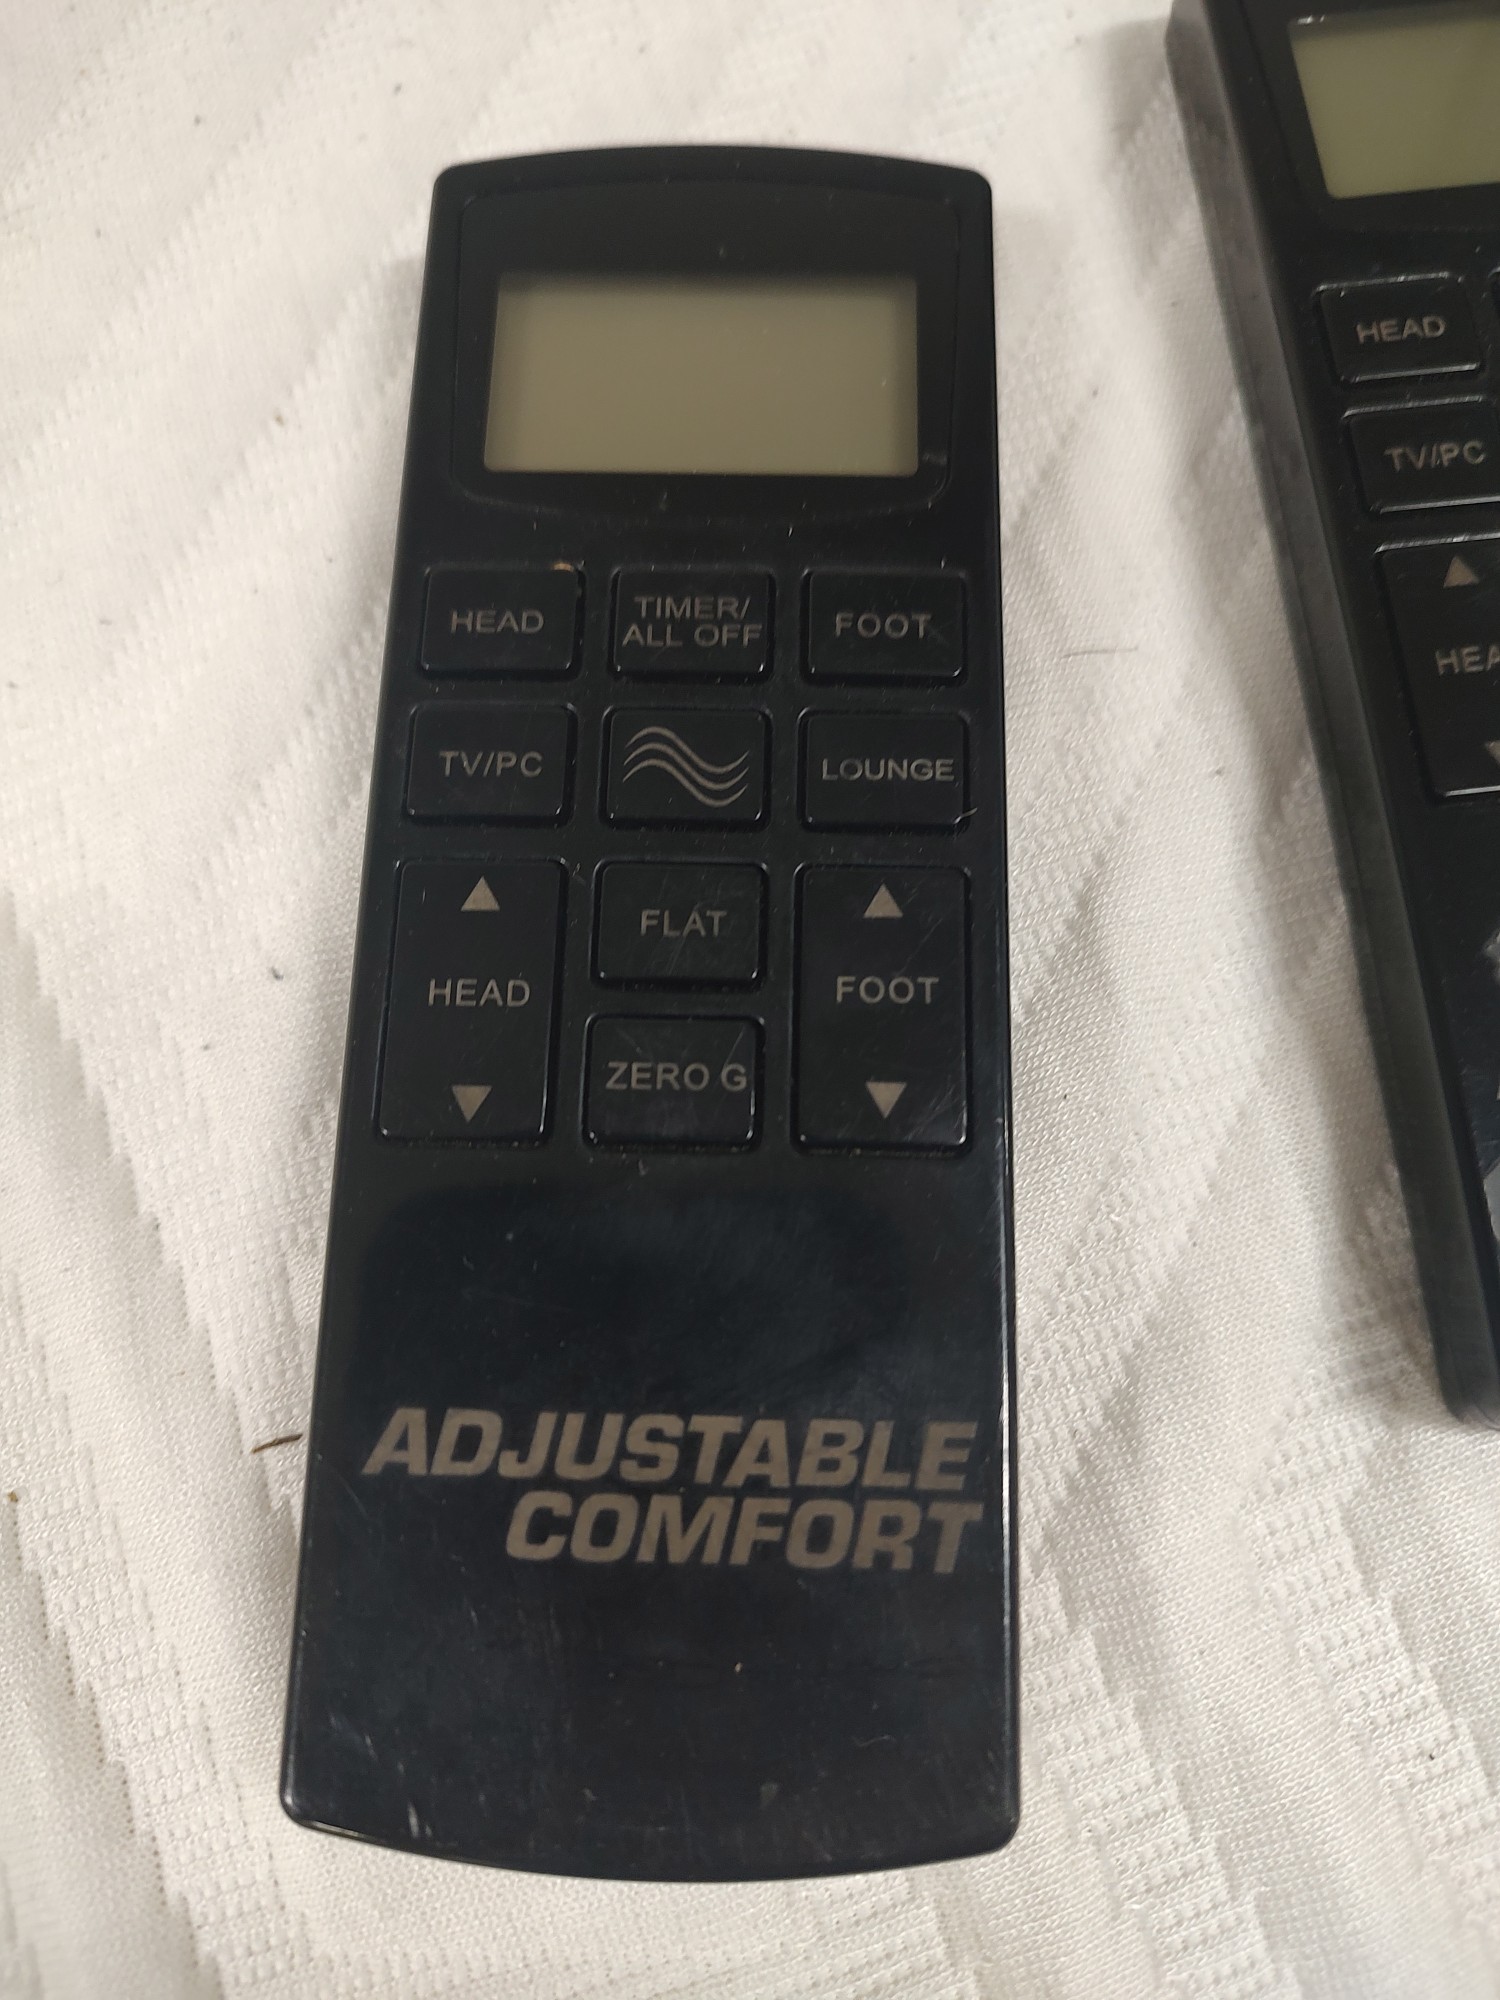 HEAD
TIMER/
ALL OFF
FOOT
TV/PC
LOUNGE
HEAD
FLAT
FOOT
ZERO G
ADJUSTABLE
COMFORT
HEAD
TV/PC